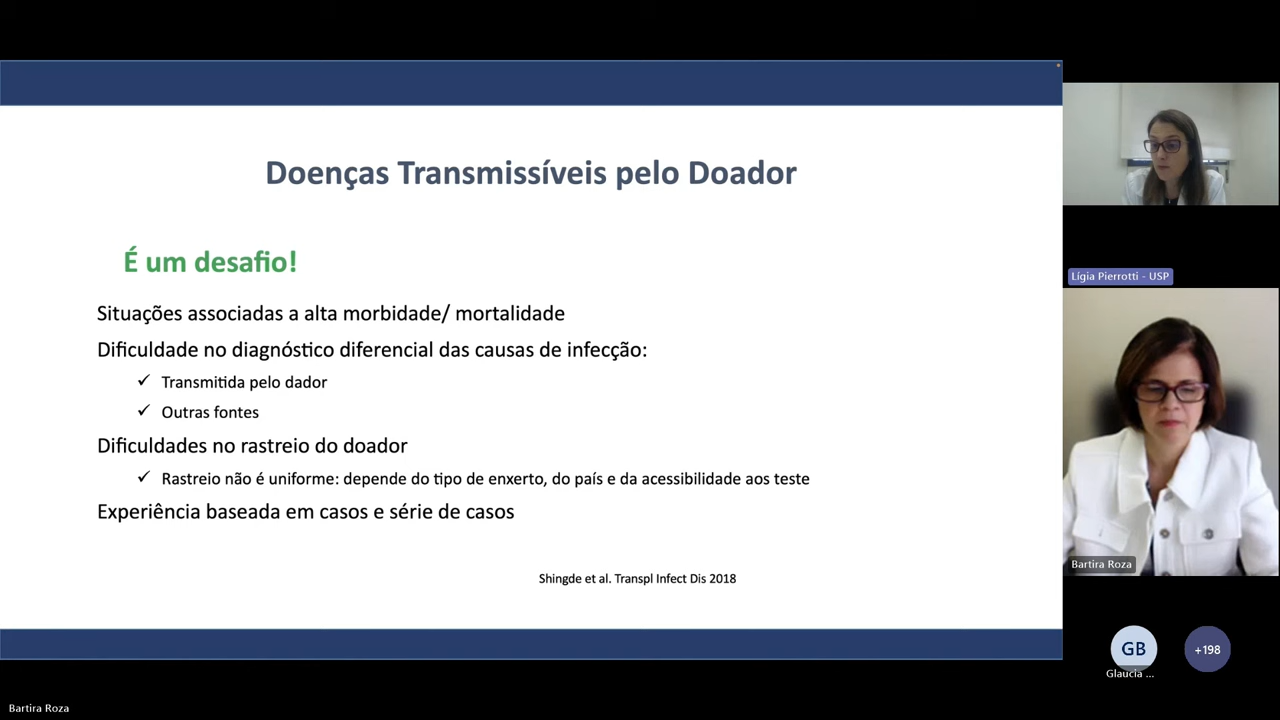 Doenças Transmissíveis pelo Doador
É um desafio!
Situações associadas a alta morbidade/ mortalidade
Dificuldade no diagnóstico diferencial das causas de infecção:
✓ Transmitida pelo dador
✓ Outras fontes
Dificuldades no rastreio do doador
✓ Rastreio não é uniforme: depende do tipo de enxerto, do país e da acessibilidade aos teste
Experiência baseada em casos e série de casos
Shingde et al. Transpl Infect Dis 2018
Lígia Pierrotti - USP
Bartira Roza
GB
+198
Glaucia ...
Bartira Roza